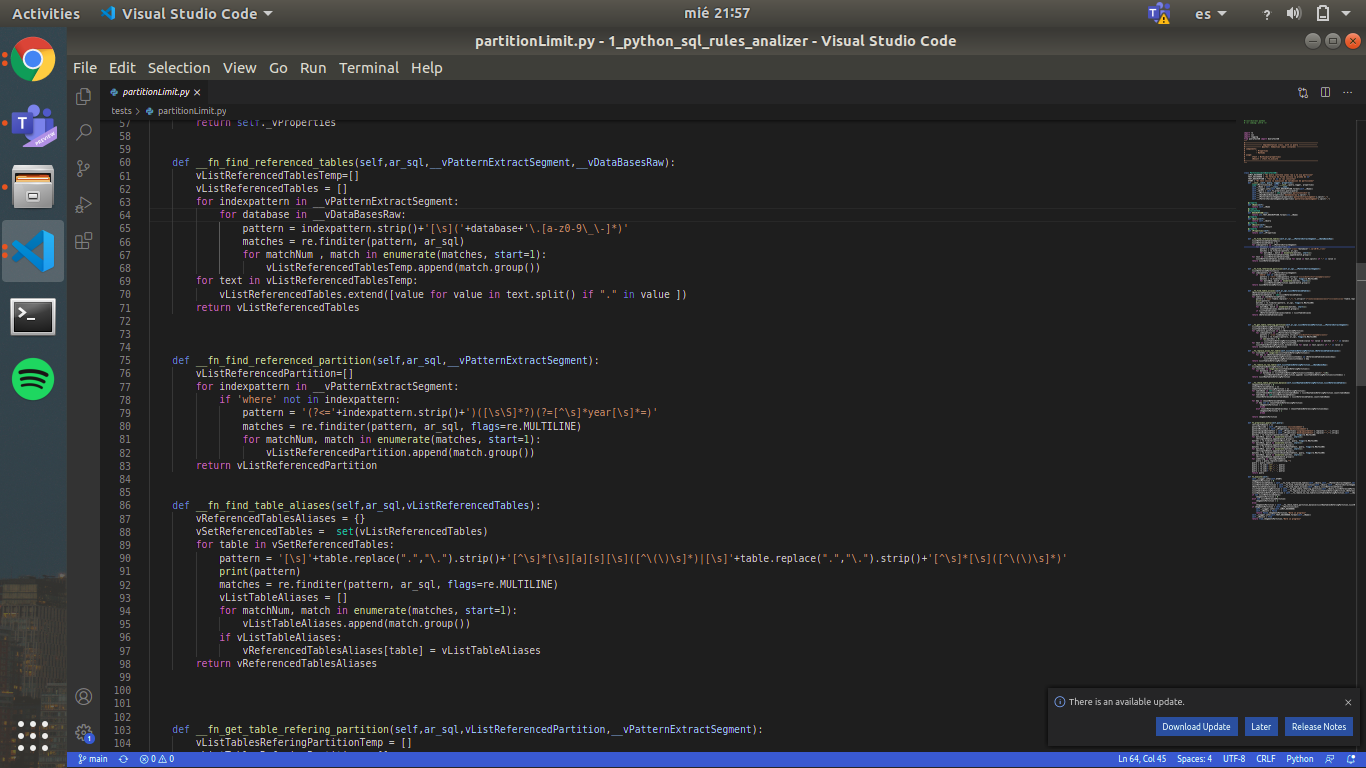 Activities
Visual Studio Code
mié 21:57
es
partitionLimit.py - 1_python_sql_rules_analizer - Visual Studio Code
File Edit Selection View Go Run Terminal Help
partitionLimit.py
tests > partitionLimit.py
57 return self._vProperties
58
59
60 def __fn_find_referenced_tables(self,ar_sql,__vPatternExtractSegment,__vDataBasesRaw):
61 vListReferencedTablesTemp=[]
62 vListReferencedTables = []
63 for indexpattern in __vPatternExtractSegment:
64 for database in __vDataBasesRaw:
65 pattern = indexpattern.strip()+'[\s]('+database+'\.[a-z0-9\_\-]*)'
66 matches = re.finditer(pattern, ar_sql)
67 for matchNum , match in enumerate(matches, start=1):
68 vListReferencedTablesTemp.append(match.group())
69 for text in vListReferencedTablesTemp:
70 vListReferencedTables.extend([value for value in text.split() if "." in value ])
71 return vListReferencedTables
72
73
74
75 def __fn_find_referenced_partition(self,ar_sql,__vPatternExtractSegment):
76 vListReferencedPartition=[]
77 for indexpattern in __vPatternExtractSegment:
78 if 'where' not in indexpattern:
79 pattern = '(?<='+indexpattern.strip()+')([\s\S]*?)(?=[^\s]*year[\s]*=)'
80 matches = re.finditer(pattern, ar_sql, flags=re.MULTILINE)
81 for matchNum, match in enumerate(matches, start=1):
82 vListReferencedPartition.append(match.group())
83 return vListReferencedPartition
84
85
86 def __fn_find_table_aliases(self,ar_sql,vListReferencedTables):
87 vReferencedTablesAliases = {}
88 vSetReferencedTables =  set(vListReferencedTables)
89 for table in vSetReferencedTables:
90 pattern = '[\s]'+table.replace(".","\.").strip()+'[^\s]*[\s][a][s][\s]([^\(\)\s]*)|[\s]'+table.replace(".","\.").strip()+'[^\s]*[\s]([^\(\)\s]*)'
91 print(pattern)
92 matches = re.finditer(pattern, ar_sql, flags=re.MULTILINE)
93 vListTableAliases = []
94 for matchNum, match in enumerate(matches, start=1):
95 vListTableAliases.append(match.group())
96 if vListTableAliases:
97 vReferencedTablesAliases[table] = vListTableAliases
98 return vReferencedTablesAliases
99
100
101
102
103 def __fn_get_table_refering_partition(self,ar_sql,vListReferencedPartition,__vPatternExtractSegment):
104 vListTablesReferingPartitionTemp = []
There is an available update.
Download Update Later Release Notes
PREVIEW
1
main
0 0
Ln 64, Col 45
Spaces: 4
UTF-8
CRLF
Python